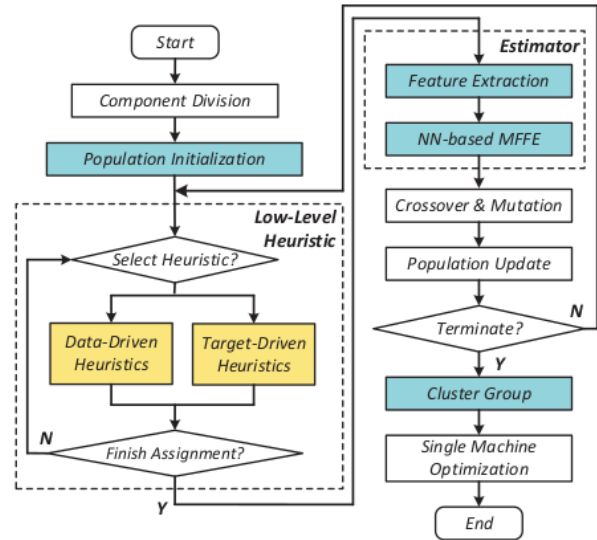 Start
Component Division
Population Initialization
Low-Level
Heuristic
Select Heuristic?
Data-Driven
Heuristics
Target-Driven
Heuristics
N
Finish Assignment?
Y
Estimator
Feature Extraction
NN-based MFFE
Crossover & Mutation
Population Update
N
Terminate?
Y
Cluster Group
Single Machine
Optimization
End